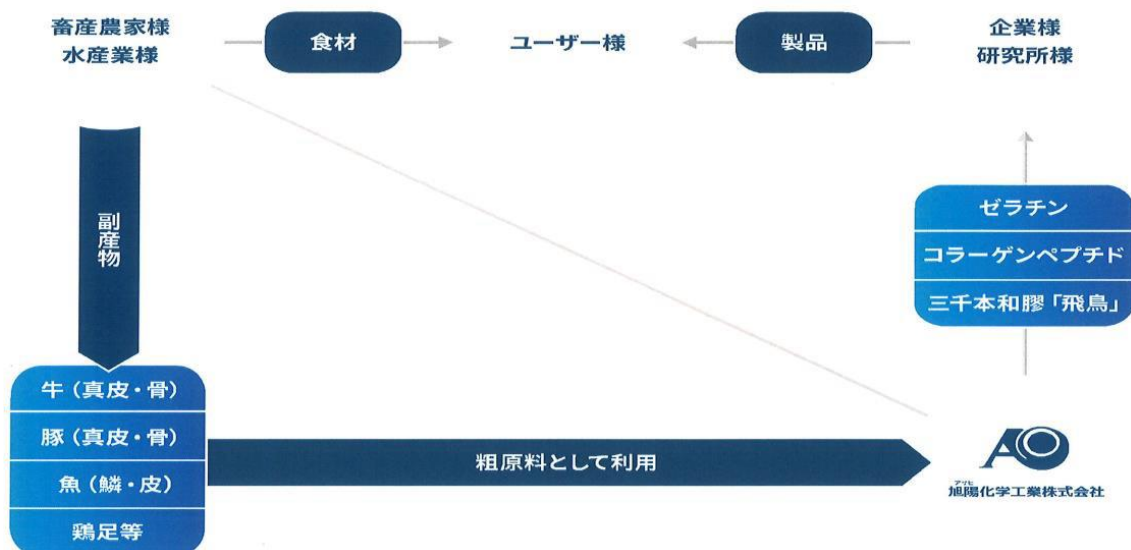 畜産農家様
水産業様
食材
ユーザー様
製品
企業様
研究所様
副産物
ゼラチン
コラーゲンペプチド
三千本和膠「飛鳥」
牛（真皮・骨）
豚（真皮・骨）
魚（鱗・皮）
鶏足等
粗原料として利用
アサヒ
旭陽化学工業株式会社